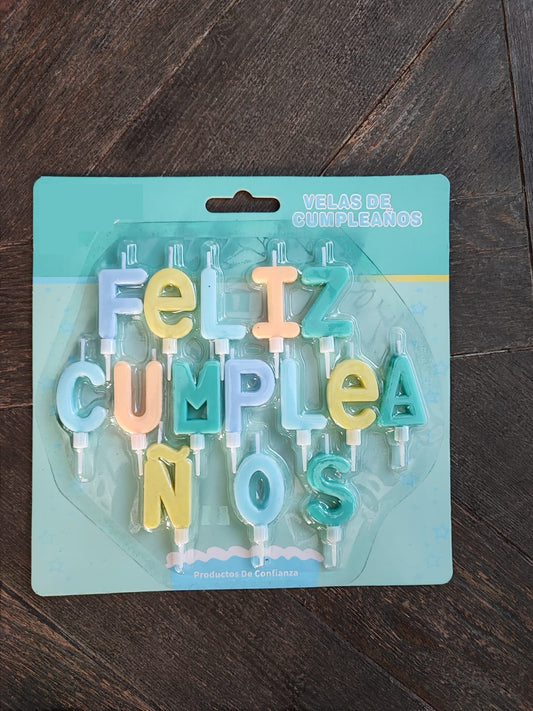 VELAS DE
CUMPLEAÑOS
FeLIZ
CUMPLeA
ÑOS
Productos De Confianza